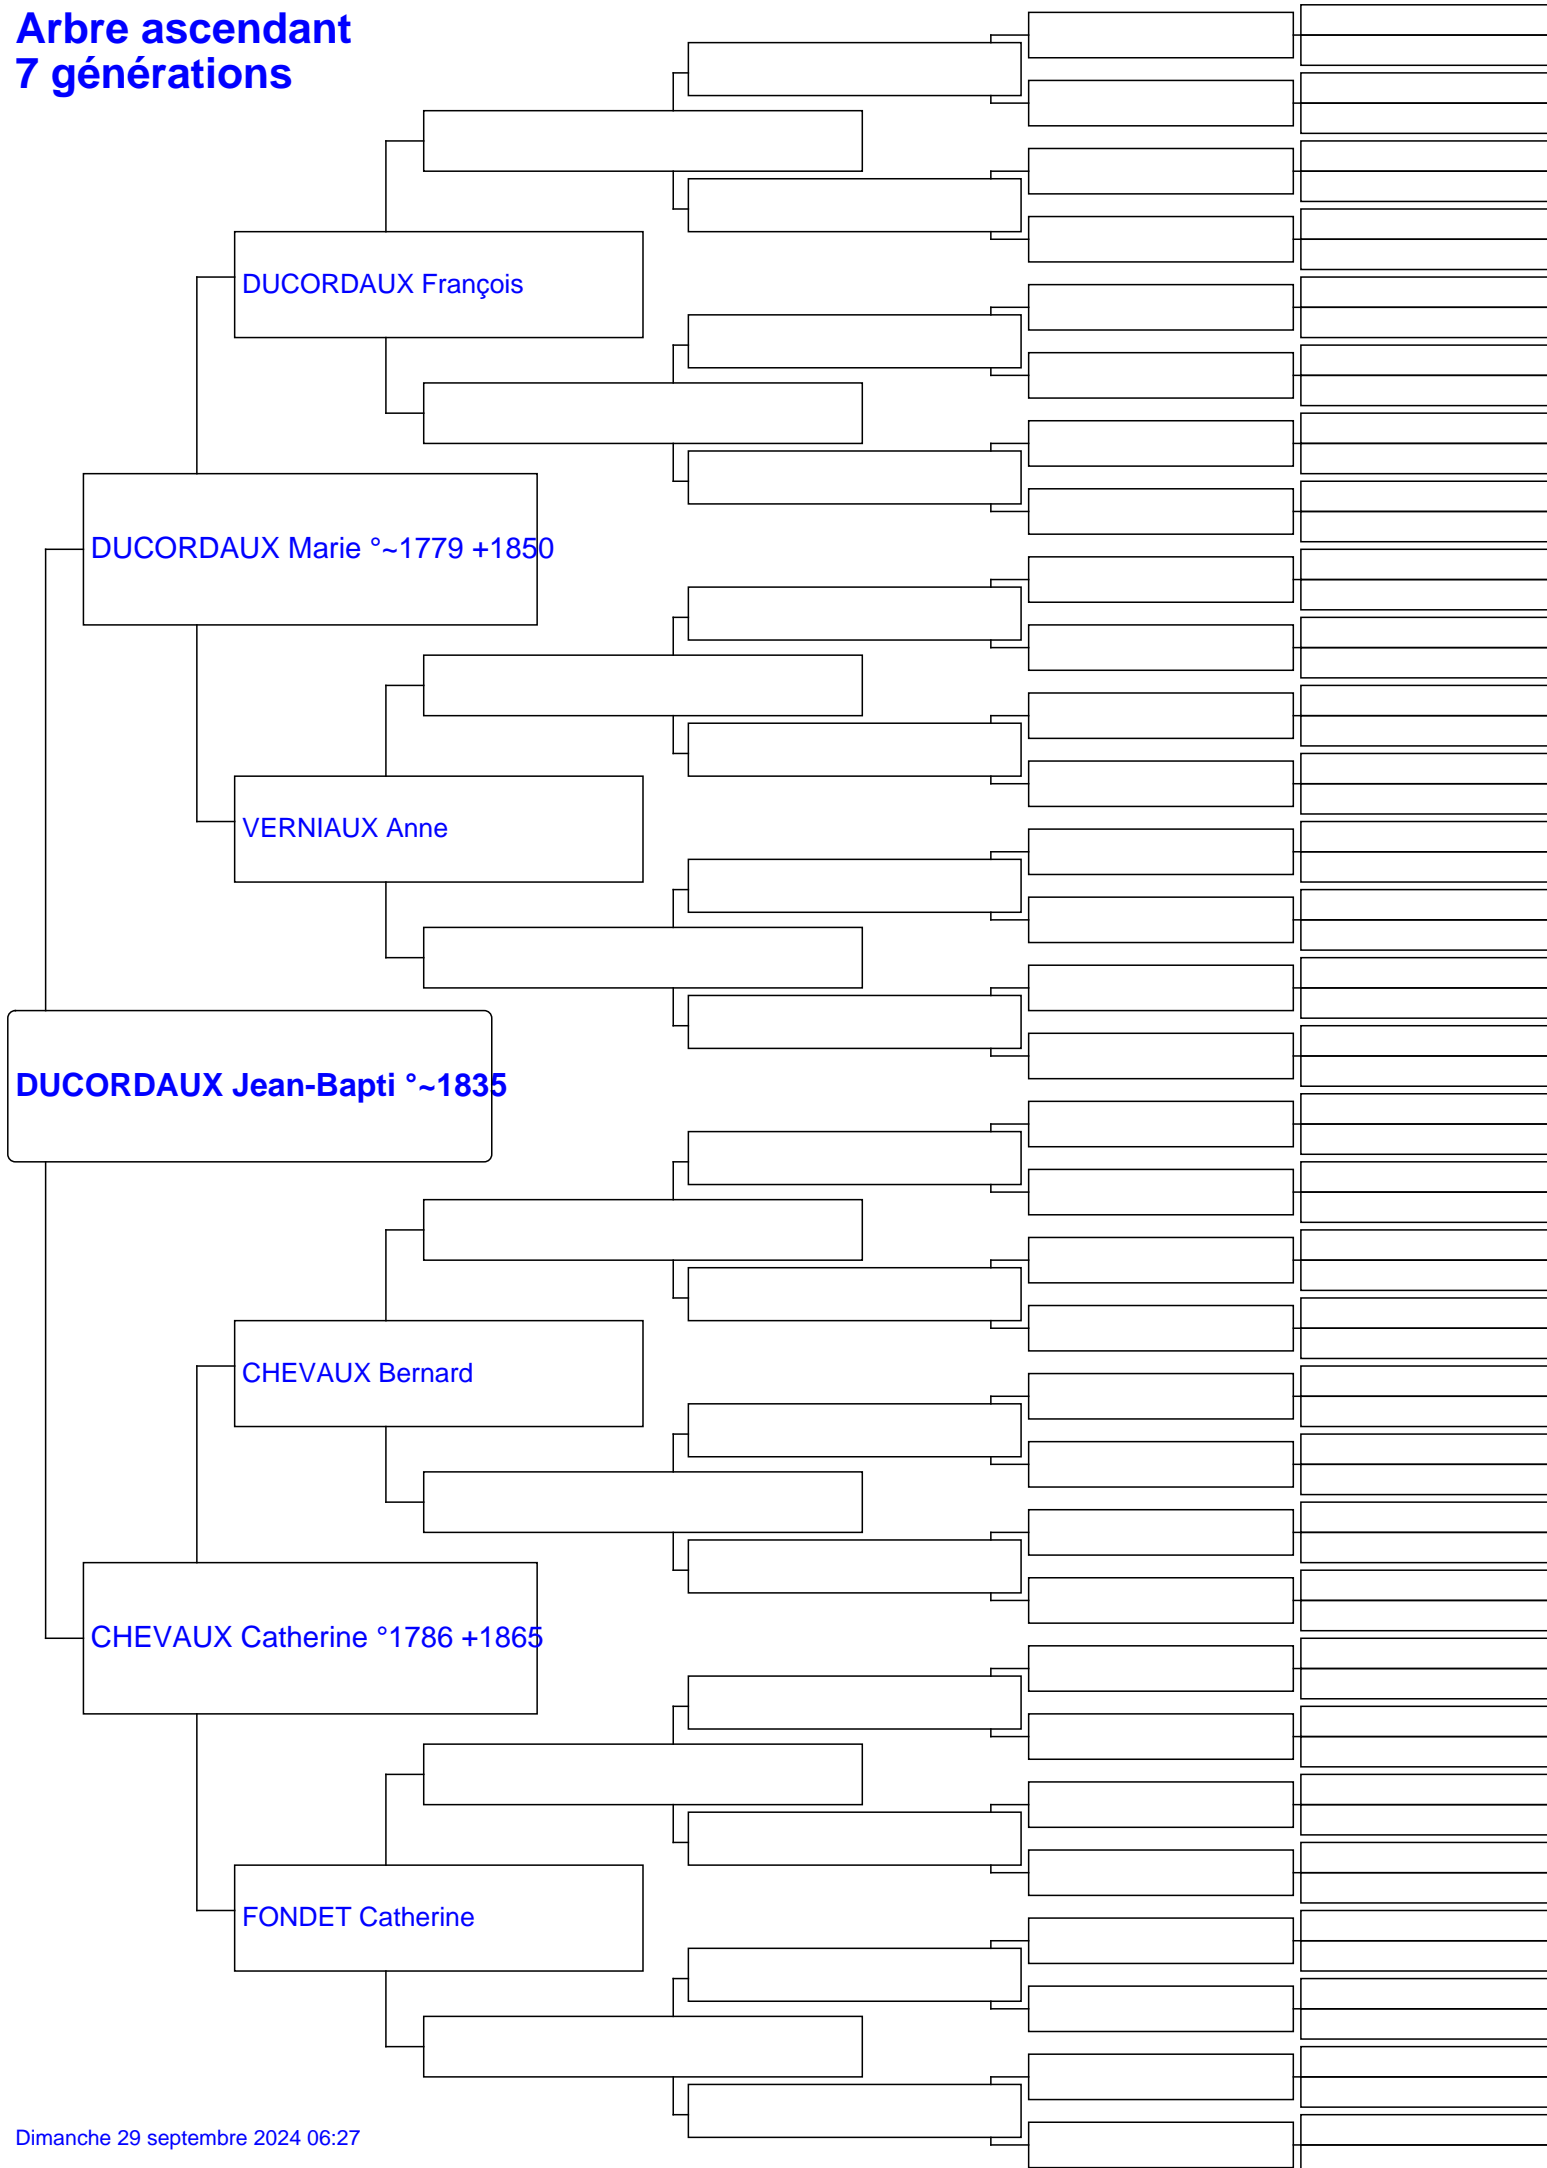 Arbre ascendant
7 générations
DUCORDAUX François
DUCORDAUX Marie °~1779 +1850
VERNIAUX Anne
DUCORDAUX Jean-Bapti °~1835
CHEVAUX Bernard
CHEVAUX Catherine °1786 +1865
FONDET Catherine
Dimanche 29 septembre 2024 06:27